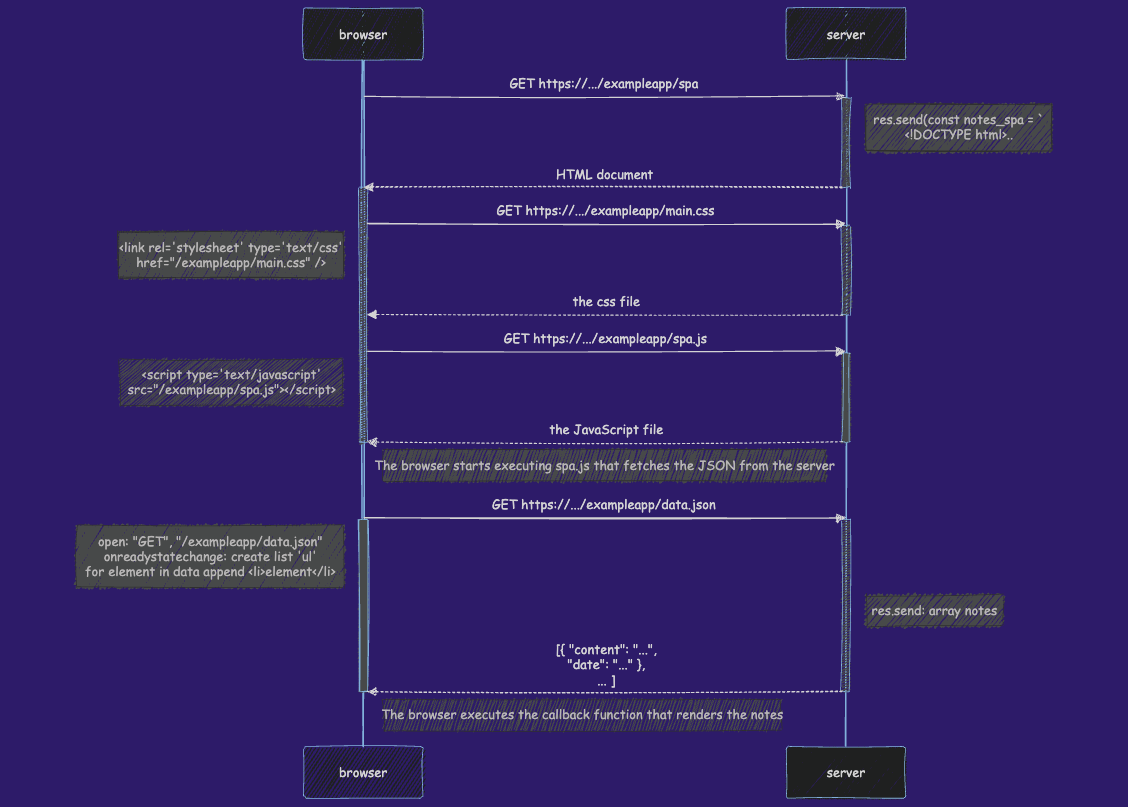 browser
server
GET https://.../exampleapp/spa
res.send(const notes_spa = `
<!DOCTYPE html>..
HTML document
GET https://.../exampleapp/main.css
<link rel='stylesheet' type='text/css'
href="/exampleapp/main.css" />
the css file
GET https://.../exampleapp/spa.js
<script type='text/javascript'
src="/exampleapp/spa.js"></script>
the JavaScript file
The browser starts executing spa.js that fetches the JSON from the server
GET https://.../exampleapp/data.json
open: "GET", "/exampleapp/data.json"
onreadystatechange: create list 'ul'
for element in data append <li>element</li>
res.send: array notes
[{ "content": "...",
"date": "..." },
... ]
The browser executes the callback function that renders the notes
browser
server